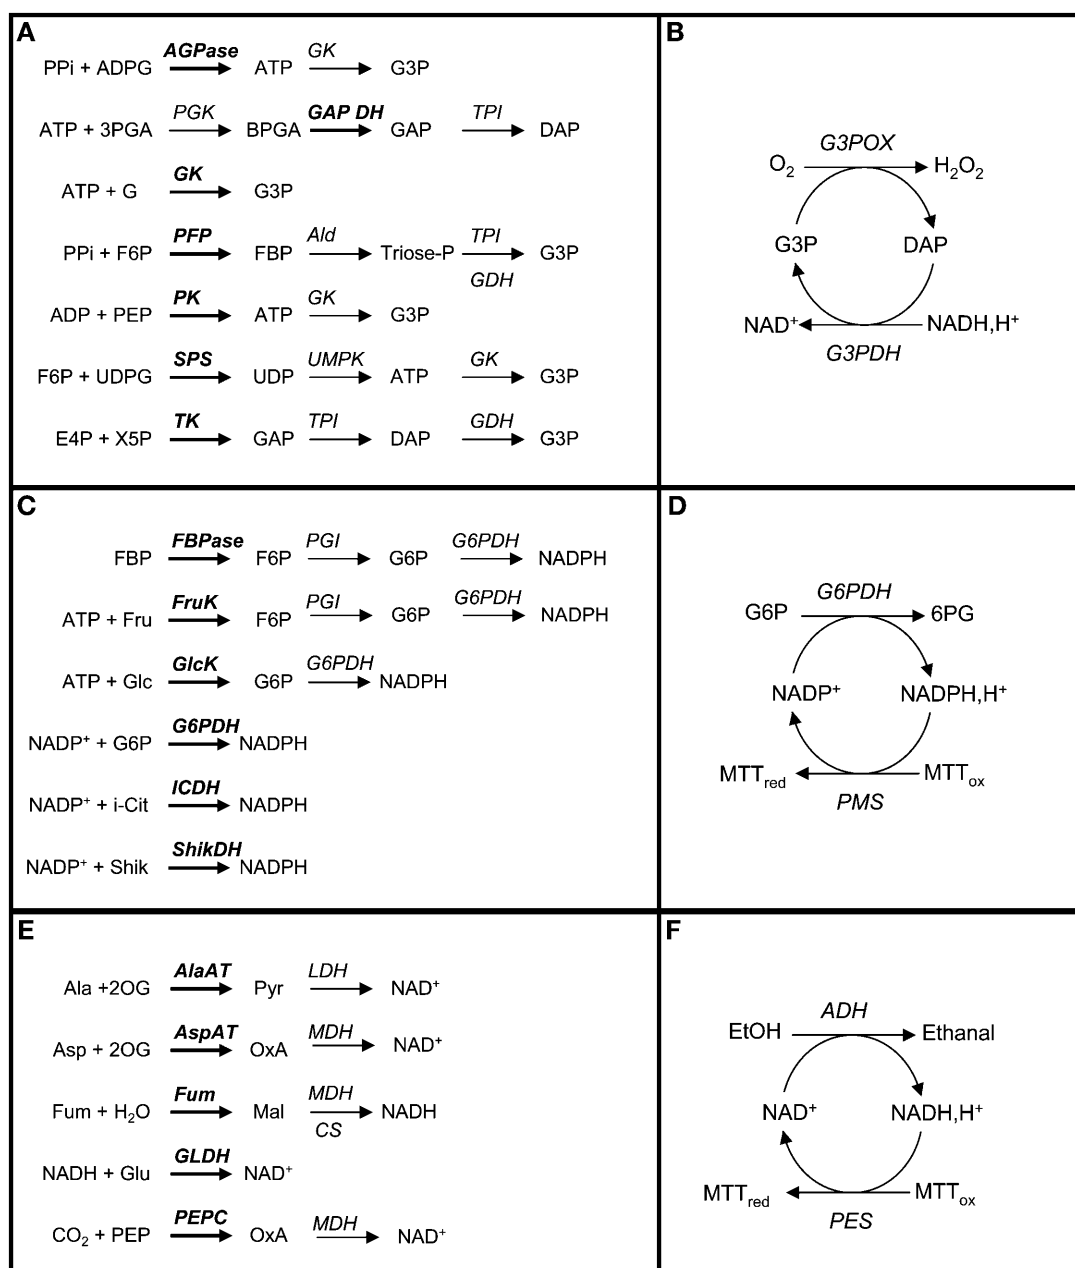 A
AGPase GK
PPi + ADPG ATP G3P
PGK GAP DH TPI
ATP + 3PGA BPGA GAP DAP
GK
ATP + G G3P
PFP Ald TPI
PPi + F6P FBP Triose-P G3P
GDH
PK GK
ADP + PEP ATP G3P
SPS UMPK GK
F6P + UDPG UDP ATP G3P
TK TPI GDH
E4P + X5P GAP DAP G3P
B
G3POX
O₂ H₂O₂
G3P DAP
NAD⁺ NADH,H⁺
G3PDH
C
FBPase PGI G6PDH
FBP F6P G6P NADPH
FruK PGI G6PDH
ATP + Fru F6P G6P NADPH
GlcK G6PDH
ATP + Glc G6P NADPH
G6PDH
NADP⁺ + G6P NADPH
ICDH
NADP⁺ + i-Cit NADPH
ShikDH
NADP⁺ + Shik NADPH
D
G6PDH
G6P 6PG
NADP⁺ NADPH,H⁺
MTTred MTTox
PMS
E
AlaAT LDH
Ala +2OG Pyr NAD⁺
AspAT MDH
Asp + 2OG OxA NAD⁺
Fum MDH
Fum + H₂O Mal NADH
CS
GLDH
NADH + Glu NAD⁺
PEPC MDH
CO₂ + PEP OxA NAD⁺
F
ADH
EtOH Ethanal
NAD⁺ NADH,H⁺
MTTred MTTox
PES